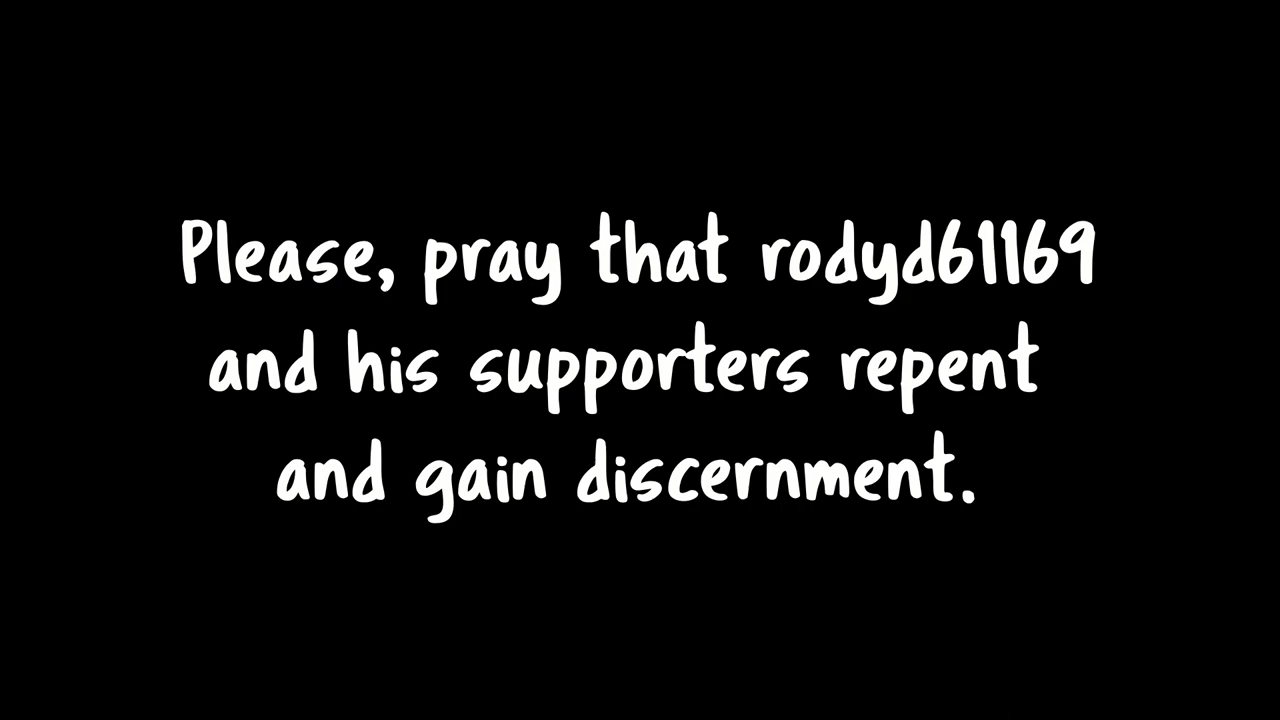 Please, pray that rodyd61169
and his supporters repent
and gain discernment.